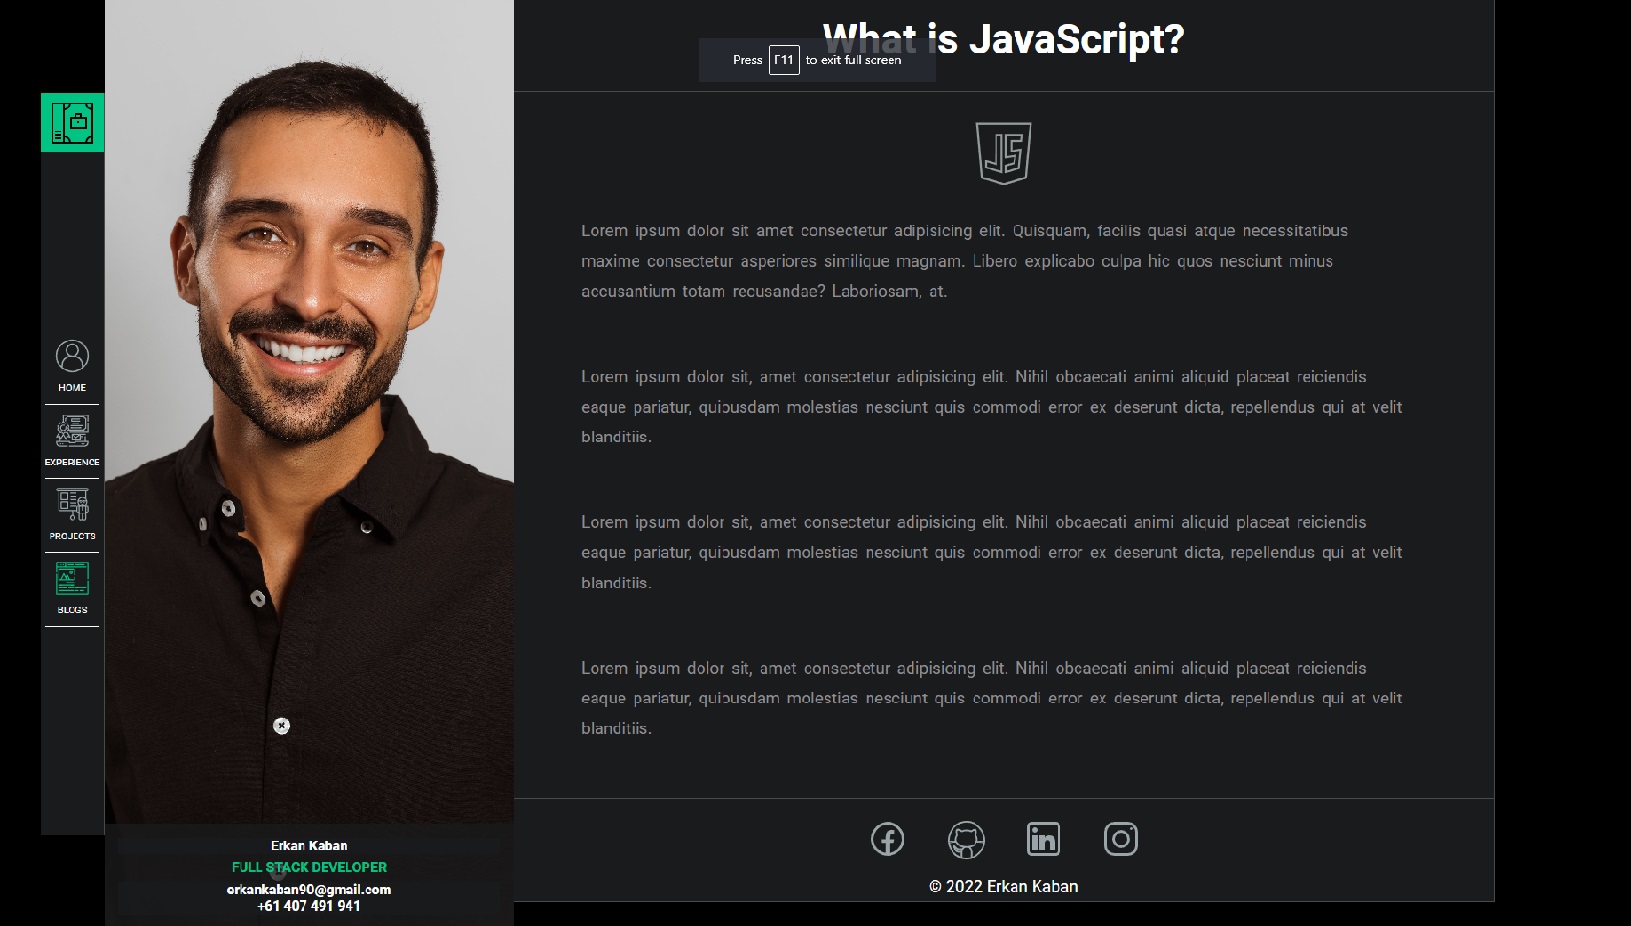 What is JavaScript?
Press F11 to exit full screen
JS
HOME
EXPERIENCE
PROJECTS
BLOGS
Lorem ipsum dolor sit amet consectetur adipisicing elit. Quisquam, facilis quasi atque necessitatibus
maxime consectetur asperiores similique magnam. Libero explicabo culpa hic quos nesciunt minus
accusantium totam recusandae? Laboriosam, at.
Lorem ipsum dolor sit, amet consectetur adipisicing elit. Nihil obcaecati animi aliquid placeat reiciendis
eaque pariatur, quibusdam molestias nesciunt quis commodi error ex deserunt dicta, repellendus qui at velit
blanditiis.
Lorem ipsum dolor sit, amet consectetur adipisicing elit. Nihil obcaecati animi aliquid placeat reiciendis
eaque pariatur, quibusdam molestias nesciunt quis commodi error ex deserunt dicta, repellendus qui at velit
blanditiis.
Lorem ipsum dolor sit, amet consectetur adipisicing elit. Nihil obcaecati animi aliquid placeat reiciendis
eaque pariatur, quibusdam molestias nesciunt quis commodi error ex deserunt dicta, repellendus qui at velit
blanditiis.
Erkan Kaban
FULL STACK DEVELOPER
orkankaban90@gmail.com
+61 407 491 941
in
© 2022 Erkan Kaban